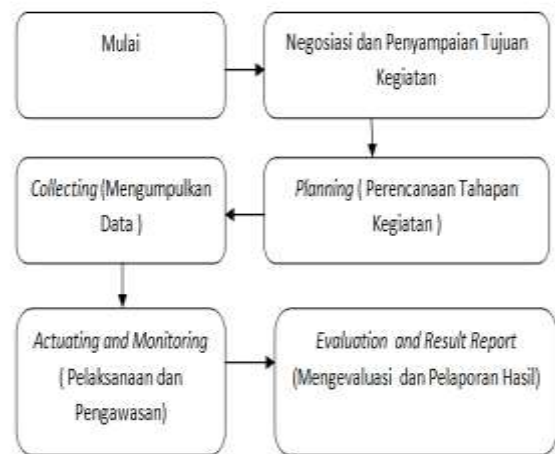 Mulai
Negosiasi dan Penyampaian Tujuan
Kegiatan
Planning ( Perencanaan Tahapan
Kegiatan )
Collecting (Mengumpulkan
Data )
Actuating and Monitoring
( Pelaksanaan dan
Pengawasan)
Evaluation and Result Report
(Mengevaluasi dan Pelaporan Hasil)